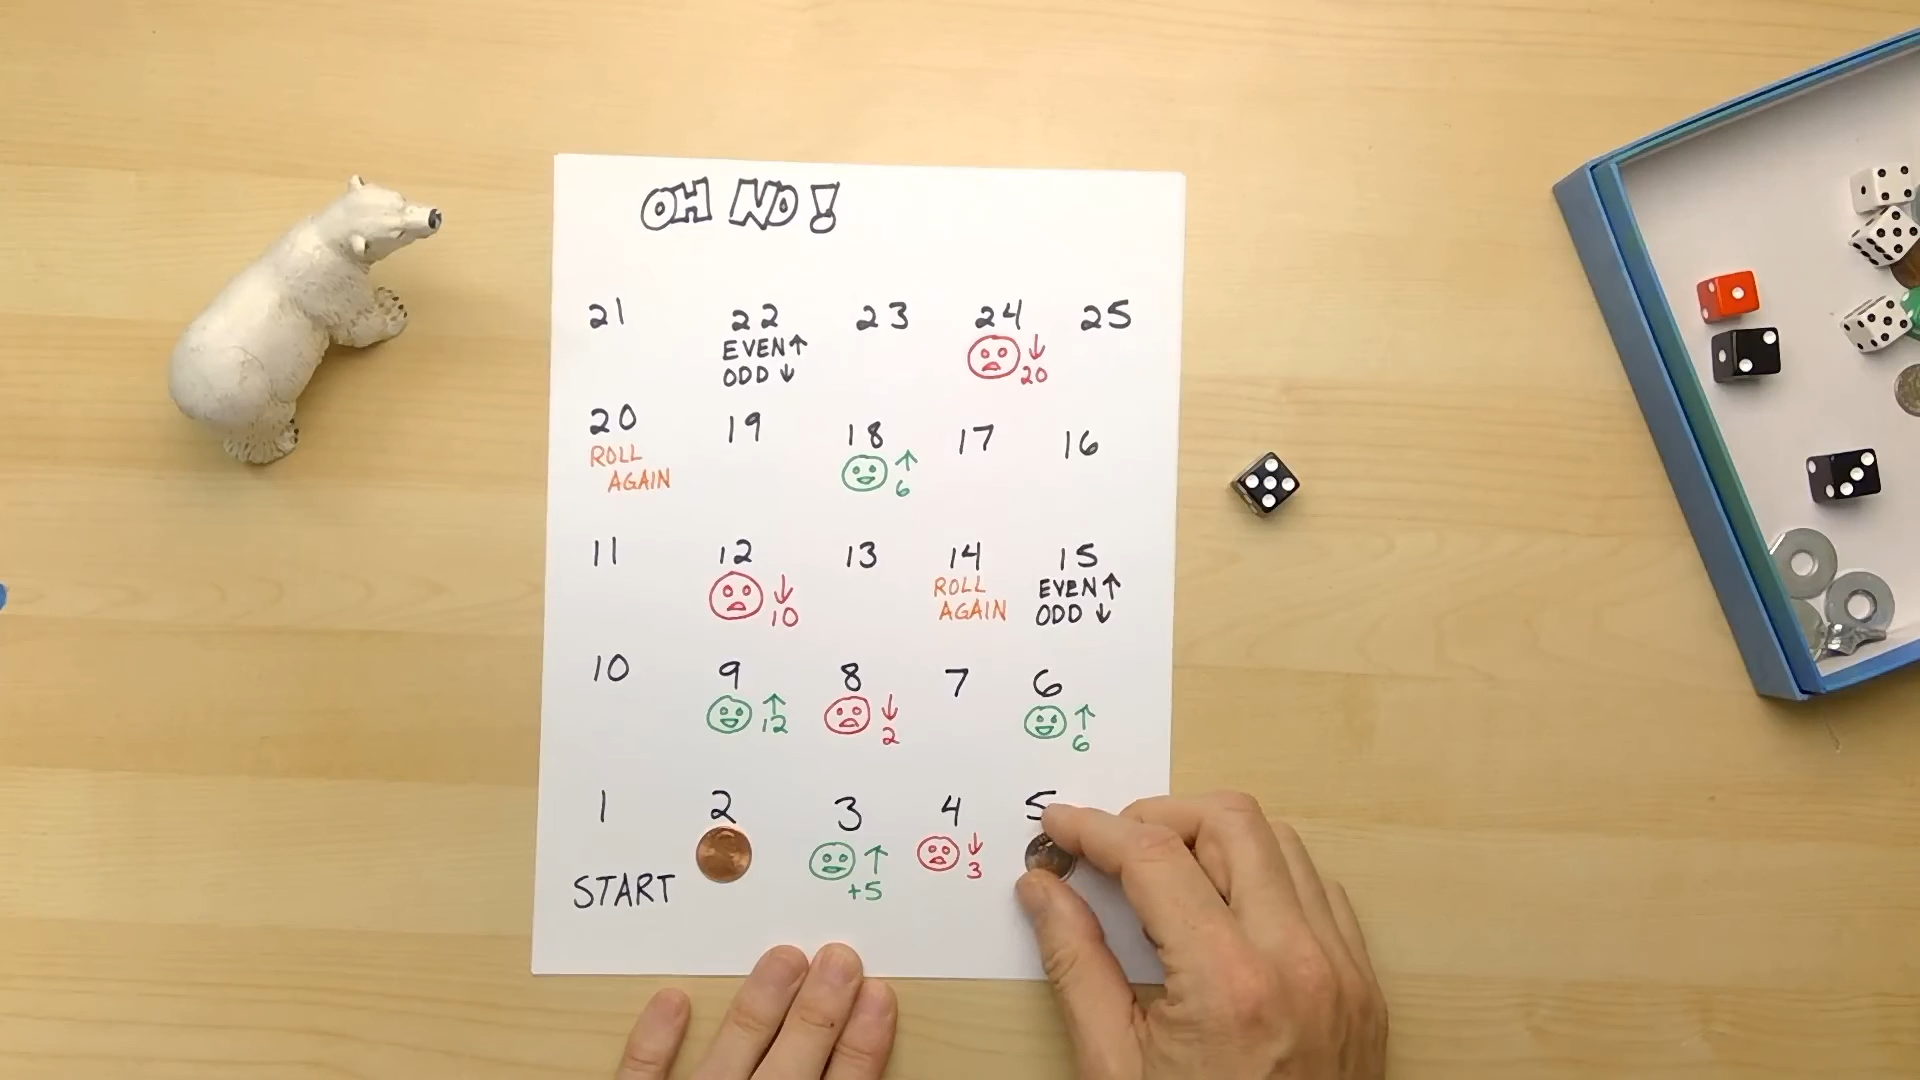 OH NO!
21 22 23 24 25
EVEN↑
ODD↓
↓
20
20 19 18 17 16
ROLL
AGAIN
↑
6
11 12 13 14 15
↓
10
ROLL
AGAIN
EVEN↑
ODD↓
10 9 8 7 6
↑
12
↓
2
↑
6
1 2 3 4 5
↑
+5
↓
3
START